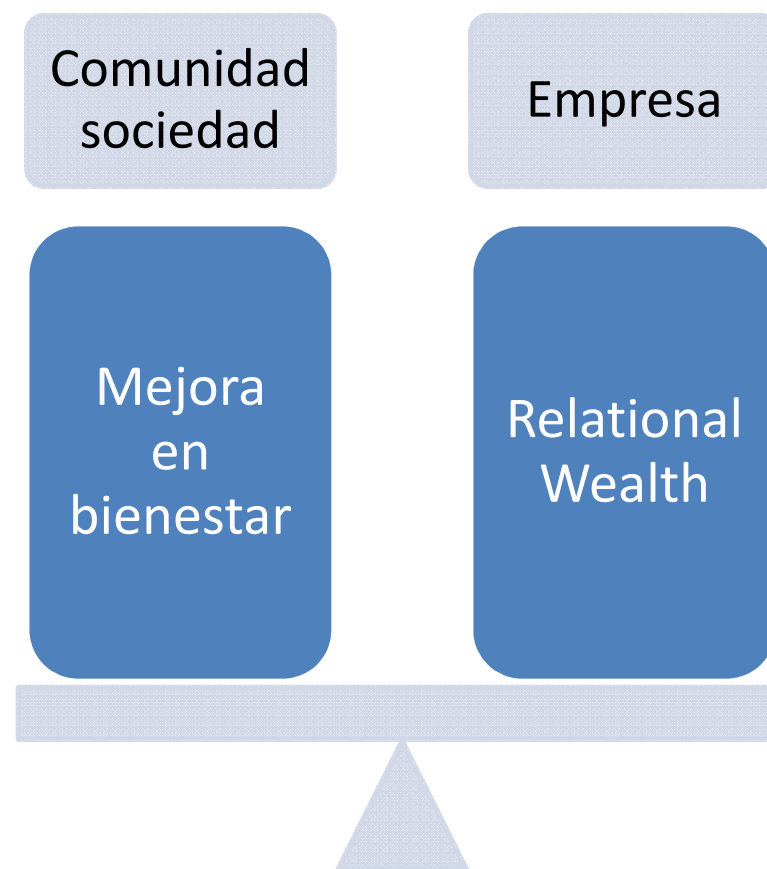 Comunidad
sociedad
Empresa
Mejora
en
bienestar
Relational
Wealth